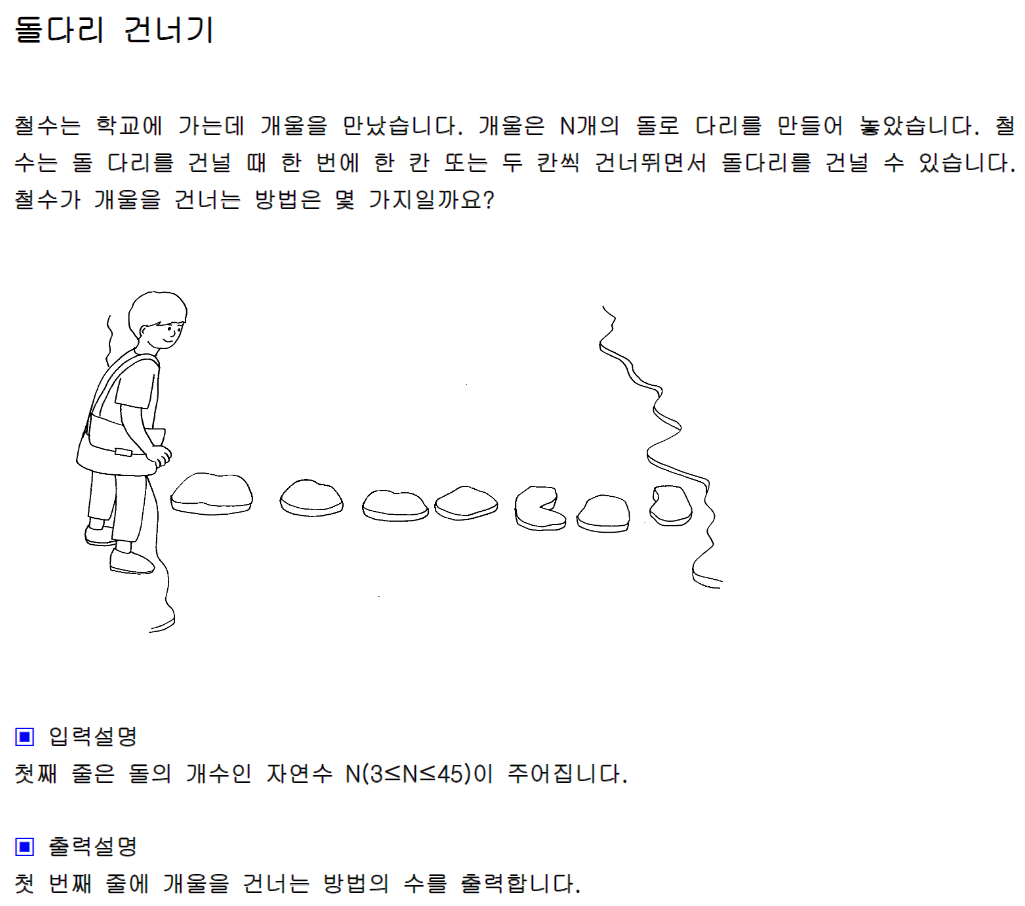 돌다리 건너기
철수는 학교에 가는데 개울을 만났습니다. 개울은 N개의 돌로 다리를 만들어 놓았습니다. 철
수는 돌 다리를 건널 때 한 번에 한 칸 또는 두 칸씩 건너뛰면서 돌다리를 건널 수 있습니다.
철수가 개울을 건너는 방법은 몇 가지일까요?
▣ 입력설명
첫째 줄은 돌의 개수인 자연수 N(3≤N≤45)이 주어집니다.
▣ 출력설명
첫 번째 줄에 개울을 건너는 방법의 수를 출력합니다.